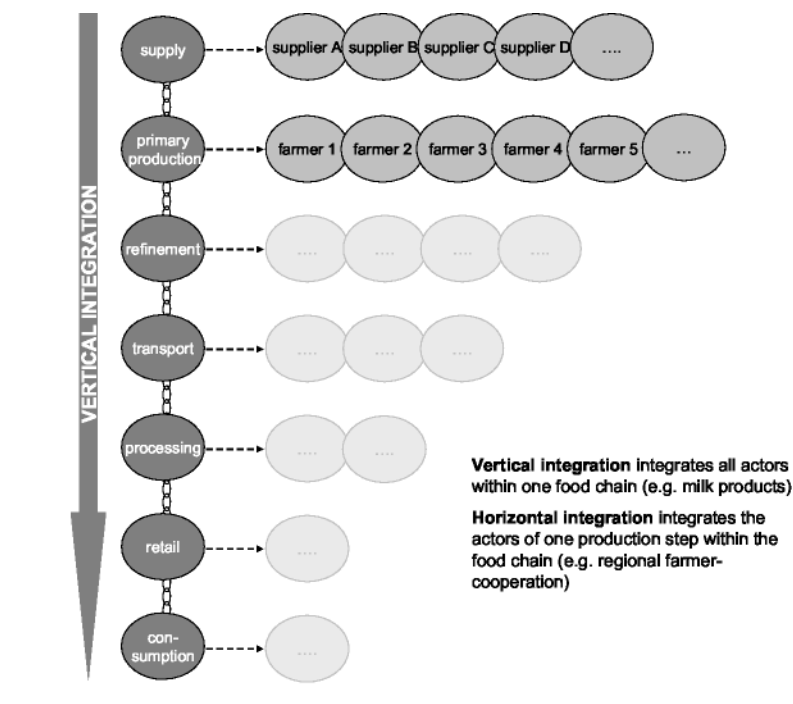 VERTICAL INTEGRATION
supply
supplier A supplier B supplier C supplier D ....
primary
production
farmer 1 farmer 2 farmer 3 farmer 4 farmer 5 ...
refinement
.... .... .... ....
transport
.... .... ....
processing
.... ....
retail
....
con-
sumption
....
Vertical integration integrates all actors
within one food chain (e.g. milk products)
Horizontal integration integrates the
actors of one production step within the
food chain (e.g. regional farmer-
cooperation)